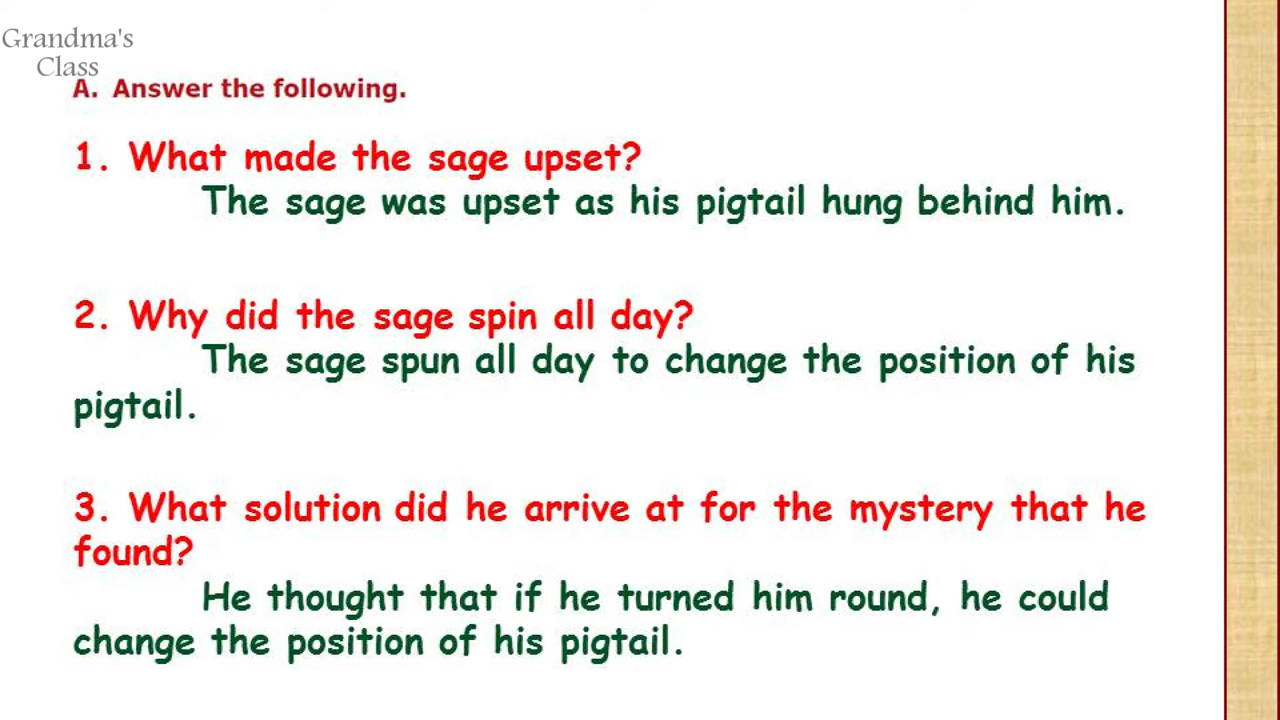 Grandma's
Class
A. Answer the following.
1. What made the sage upset?
The sage was upset as his pigtail hung behind him.
2. Why did the sage spin all day?
The sage spun all day to change the position of his
pigtail.
3. What solution did he arrive at for the mystery that he
found?
He thought that if he turned him round, he could
change the position of his pigtail.